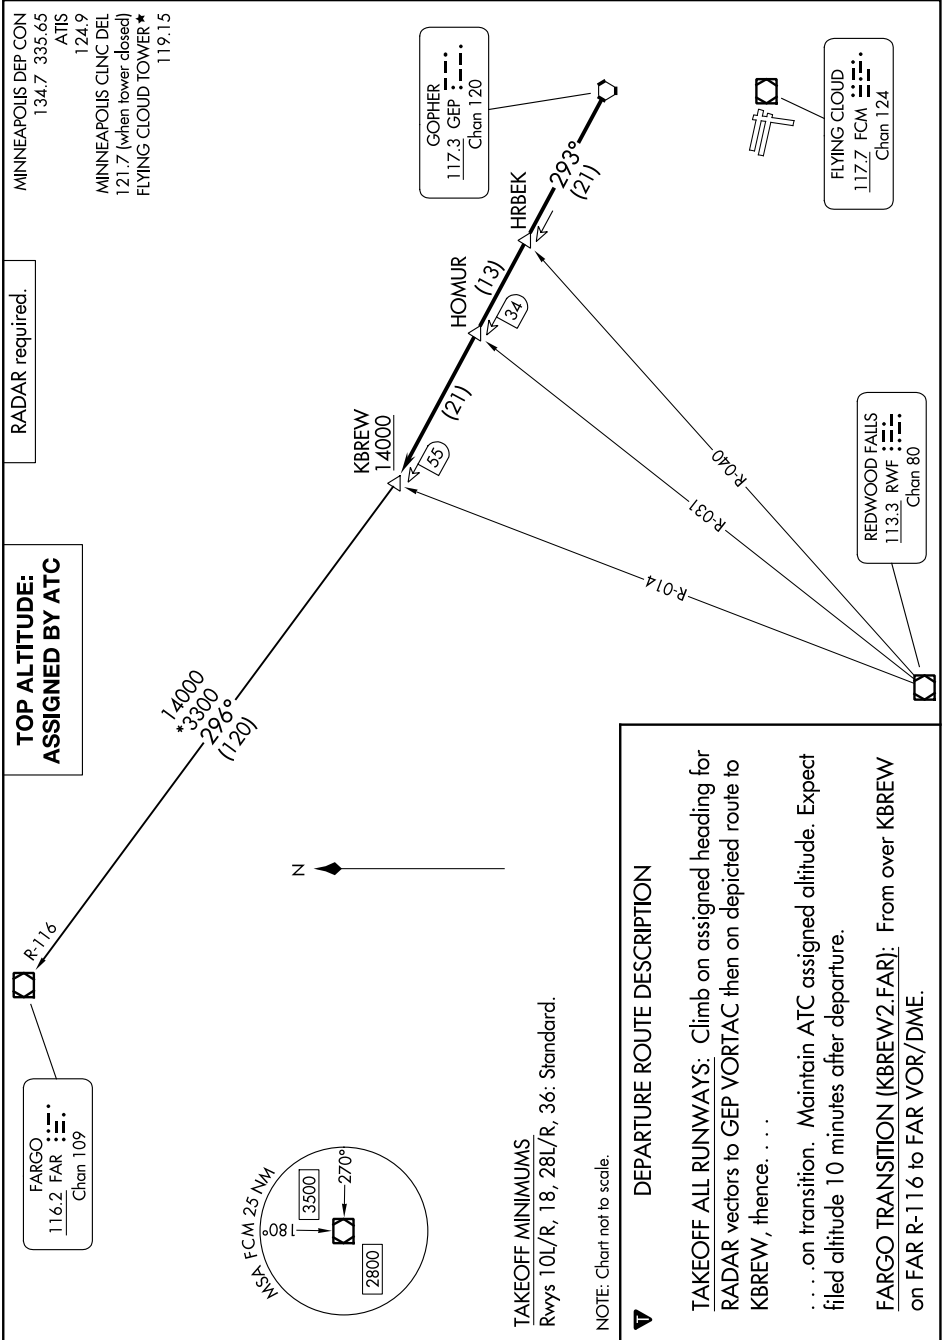 MINNEAPOLIS DEP CON
134.7 335.65
ATIS
124.9
MINNEAPOLIS CLNC DEL
121.7 (when tower closed)
FLYING CLOUD TOWER★
119.15
RADAR required.
TOP ALTITUDE:
ASSIGNED BY ATC
FARGO
116.2 FAR
Chan 109
R-116
14000
*3300
296°
(120)
KBREW
14000
55
(21)
HOMUR
34
(13)
HRBEK
293°
(21)
GOPHER
117.3 GEP
Chan 120
FLYING CLOUD
117.7 FCM
Chan 124
R-014
R-031
R-040
REDWOOD FALLS
113.3 RWF
Chan 80
N
MSA FCM 25 NM
180°
3500
270°
2800
TAKEOFF MINIMUMS
Rwys 10L/R, 18, 28L/R, 36: Standard.
NOTE: Chart not to scale.
T
DEPARTURE ROUTE DESCRIPTION
TAKEOFF ALL RUNWAYS: Climb on assigned heading for
RADAR vectors to GEP VORTAC then on depicted route to
KBREW, thence. . . .
. . . .on transition. Maintain ATC assigned altitude. Expect
filed altitude 10 minutes after departure.
FARGO TRANSITION (KBREW2.FAR): From over KBREW
on FAR R-116 to FAR VOR/DME.